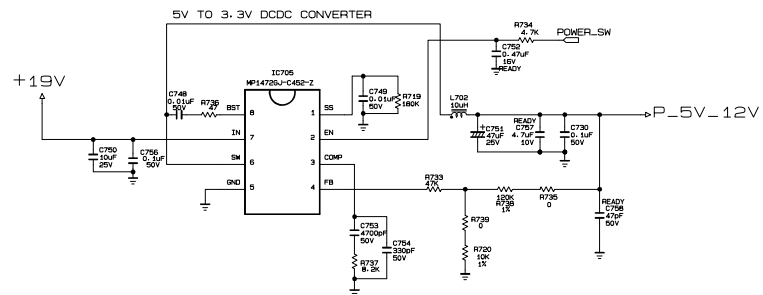 5V TO 3.3V DCDC CONVERTER
R734
4.7K
POWER_SW
C752
0.47uF
16V
READY
+19V
IC705
MP1472GJ-C452-Z
C748
0.01uF
50V
R736
47
BST
8
1
SS
C749
0.01uF
50V
R719
180K
L702
10uH
IN
7
2
EN
P_5V_12V
C751
47uF
25V
READY
C757
4.7uF
10V
C730
0.1uF
50V
C750
10uF
25V
C756
0.1uF
50V
SW
6
3
COMP
GND
5
4
FB
R733
47K
120K
R738
1%
R735
0
READY
C758
47pF
50V
R739
0
R720
10K
1%
C753
4700pF
50V
C754
330pF
50V
R737
8.2K